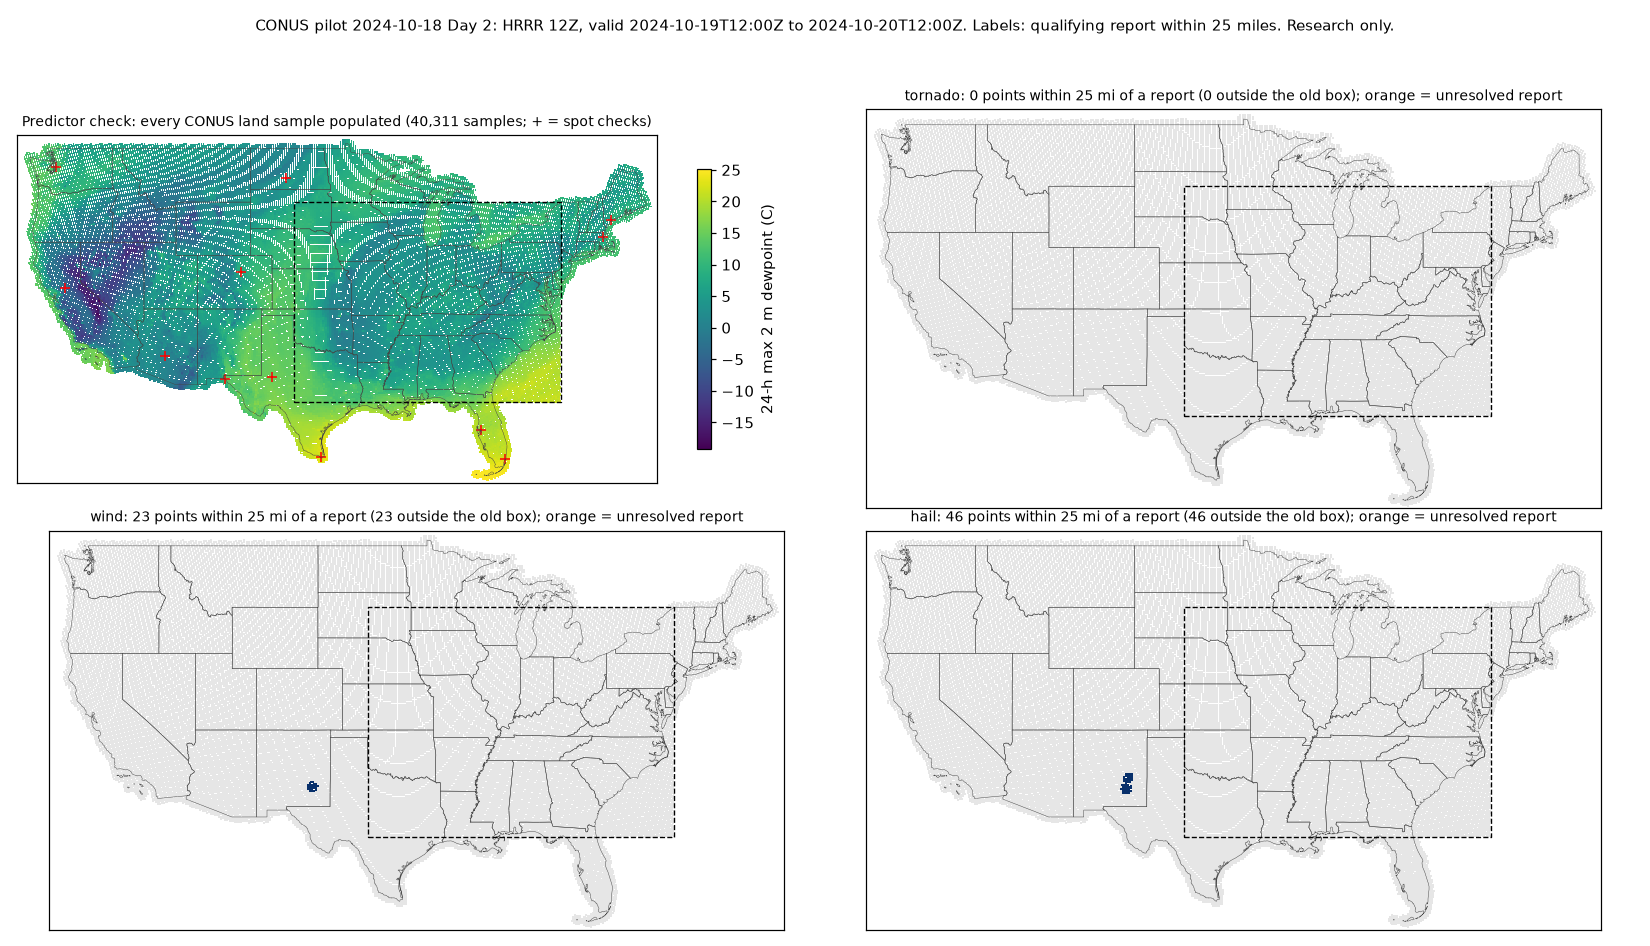 CONUS pilot 2024-10-18 Day 2: HRRR 12Z, valid 2024-10-19T12:00Z to 2024-10-20T12:00Z. Labels: qualifying report within 25 miles. Research only.
Predictor check: every CONUS land sample populated (40,311 samples; + = spot checks)
25
20
15
10
5
0
−5
−10
−15
24-h max 2 m dewpoint (C)
tornado: 0 points within 25 mi of a report (0 outside the old box); orange = unresolved report
wind: 23 points within 25 mi of a report (23 outside the old box); orange = unresolved report
hail: 46 points within 25 mi of a report (46 outside the old box); orange = unresolved report